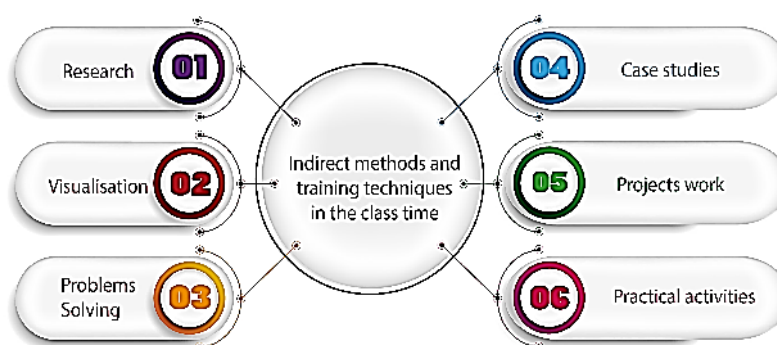 Research
01
Visualisation
02
Problems
Solving
03
Indirect methods and
training techniques
in the class time
04
Case studies
05
Projects work
06
Practical activities